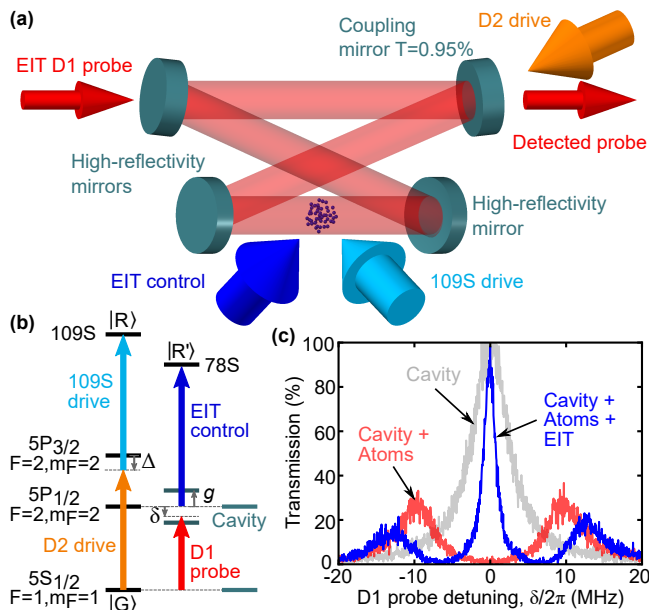 (a)
Coupling
mirror T=0.95%
D2 drive
EIT D1 probe
Detected probe
High-reflectivity
mirrors
High-reflectivity
mirror
EIT control
109S drive
(b)
|R⟩
109S
|R'⟩
78S
109S
drive
EIT
control
5P3/2
F=2,mF=2
Δ
5P1/2
F=2,mF=2
g
δ
Cavity
D2 drive
D1
probe
5S1/2
F=1,mF=1
|G⟩
(c)
Transmission (%)
100
80
60
40
20
0
-20
-10
0
10
20
D1 probe detuning, δ/2π (MHz)
Cavity
Cavity +
Atoms
Cavity +
Atoms +
EIT